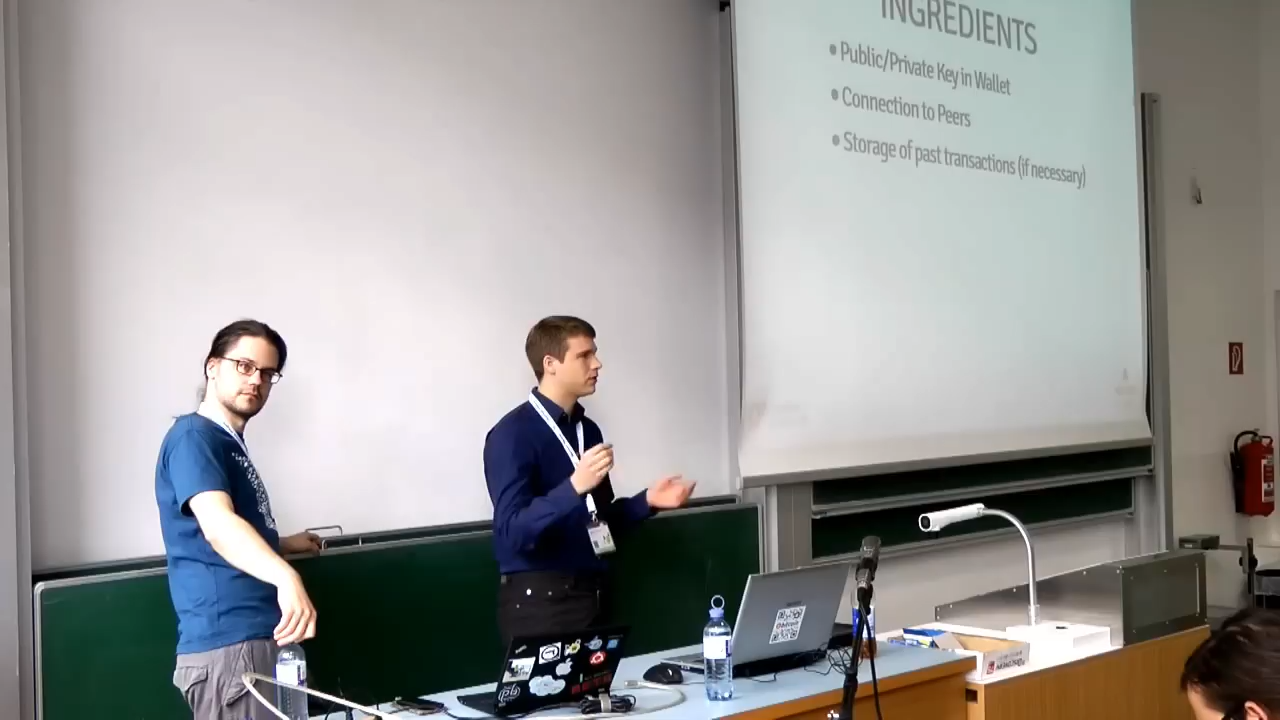 INGREDIENTS
• Public/Private Key in Wallet
• Connection to Peers
• Storage of past transactions (if necessary)